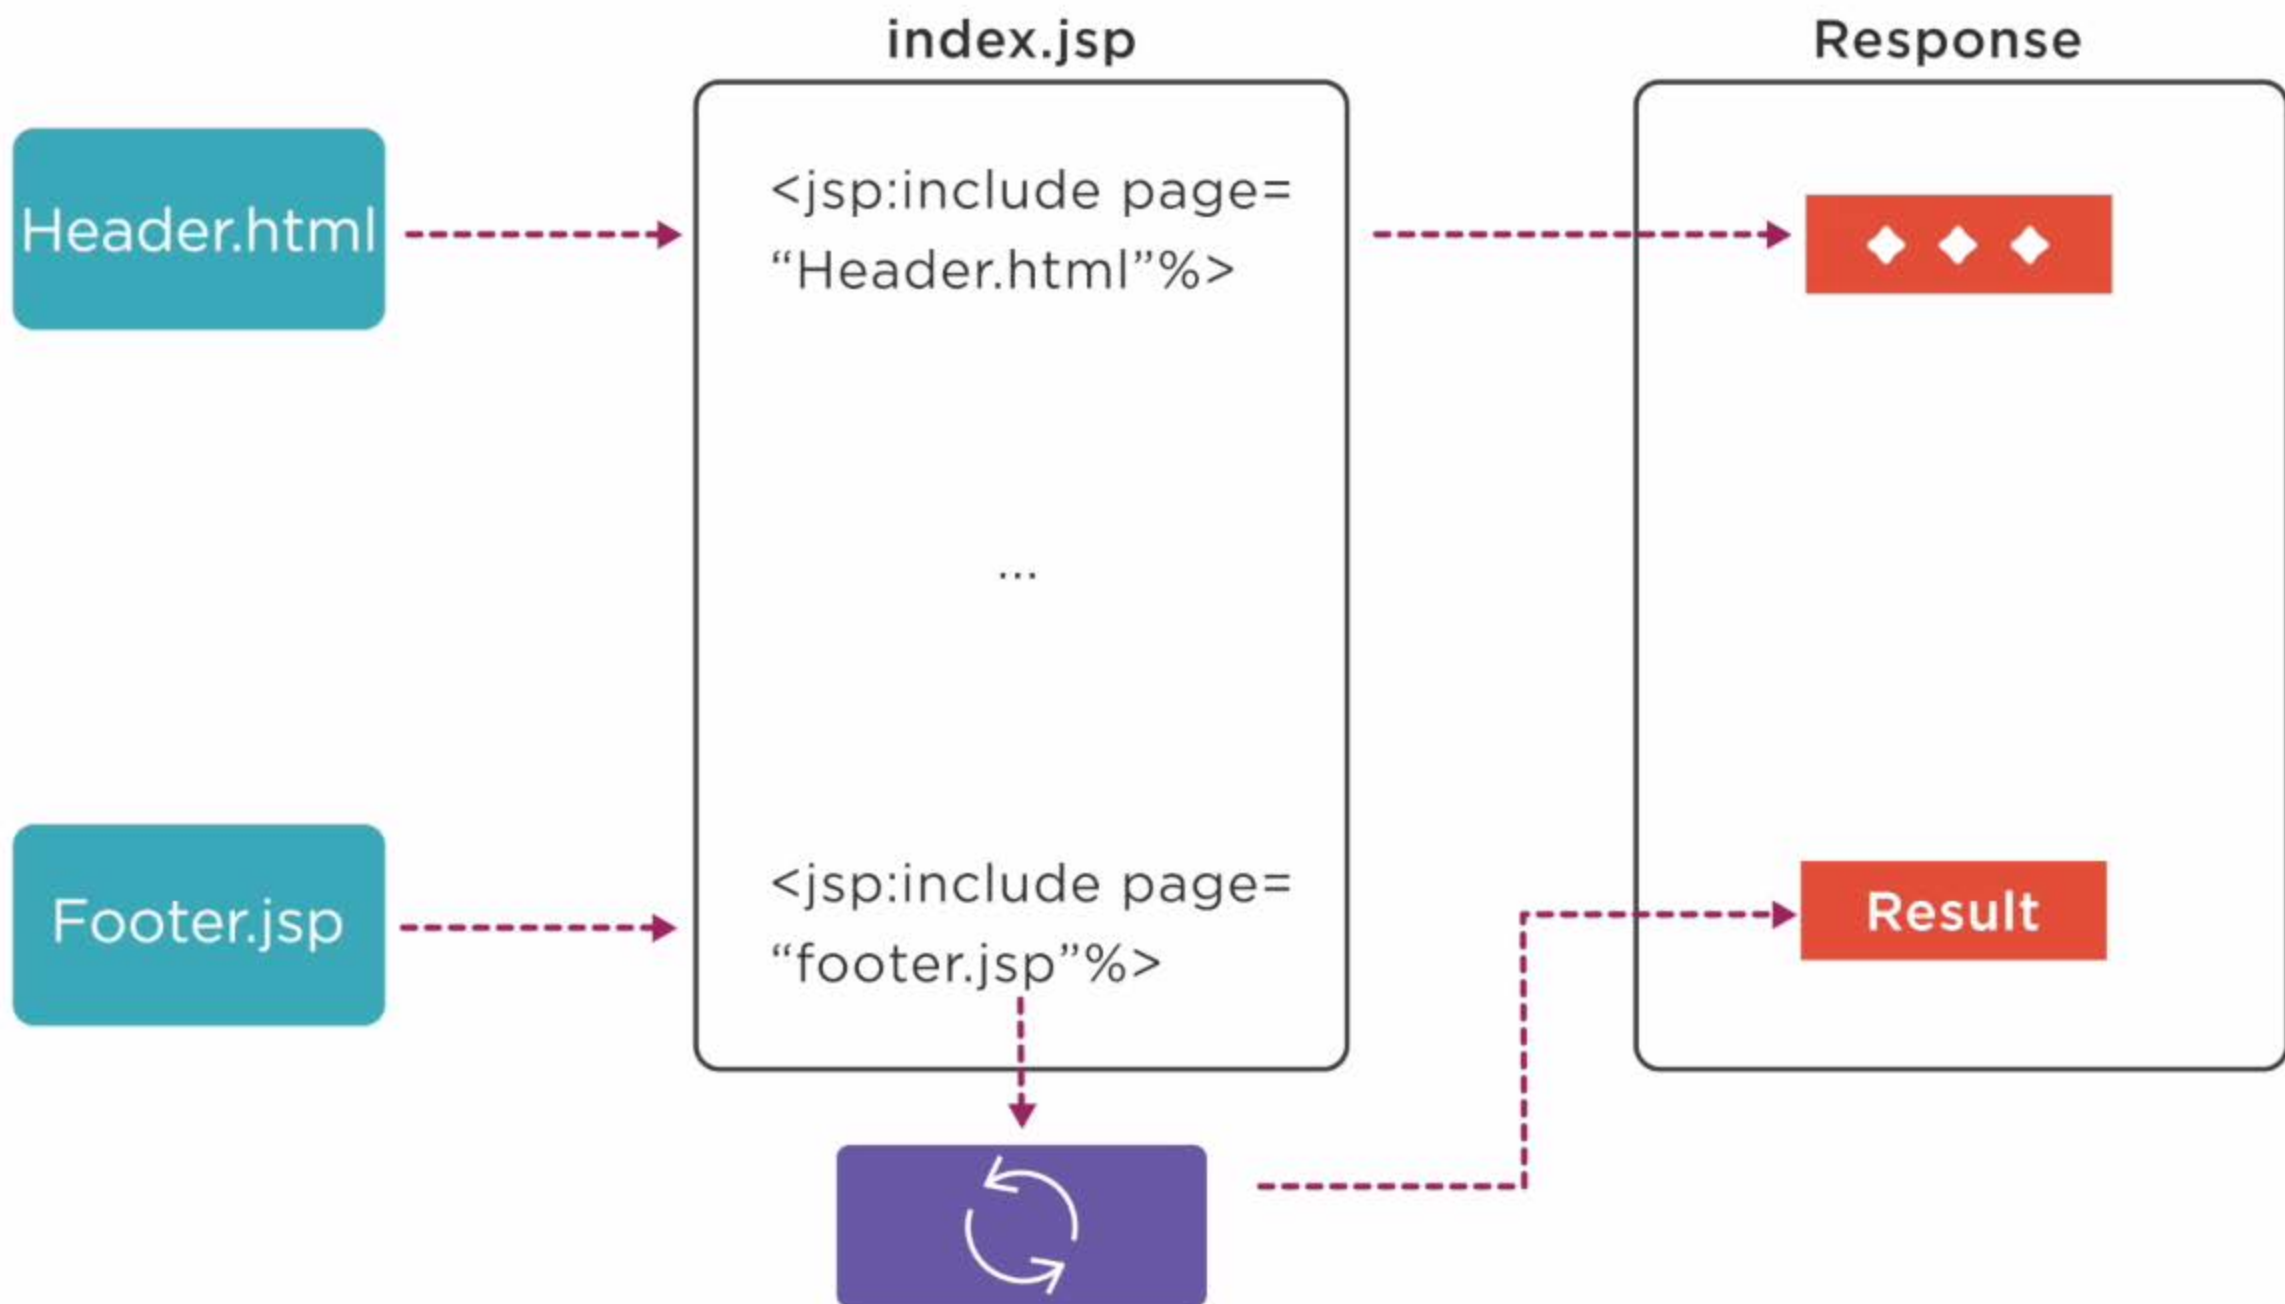 index.jsp
Response
Header.html
<jsp:include page=
“Header.html”%>
...
Footer.jsp
<jsp:include page=
“footer.jsp”%>
Result